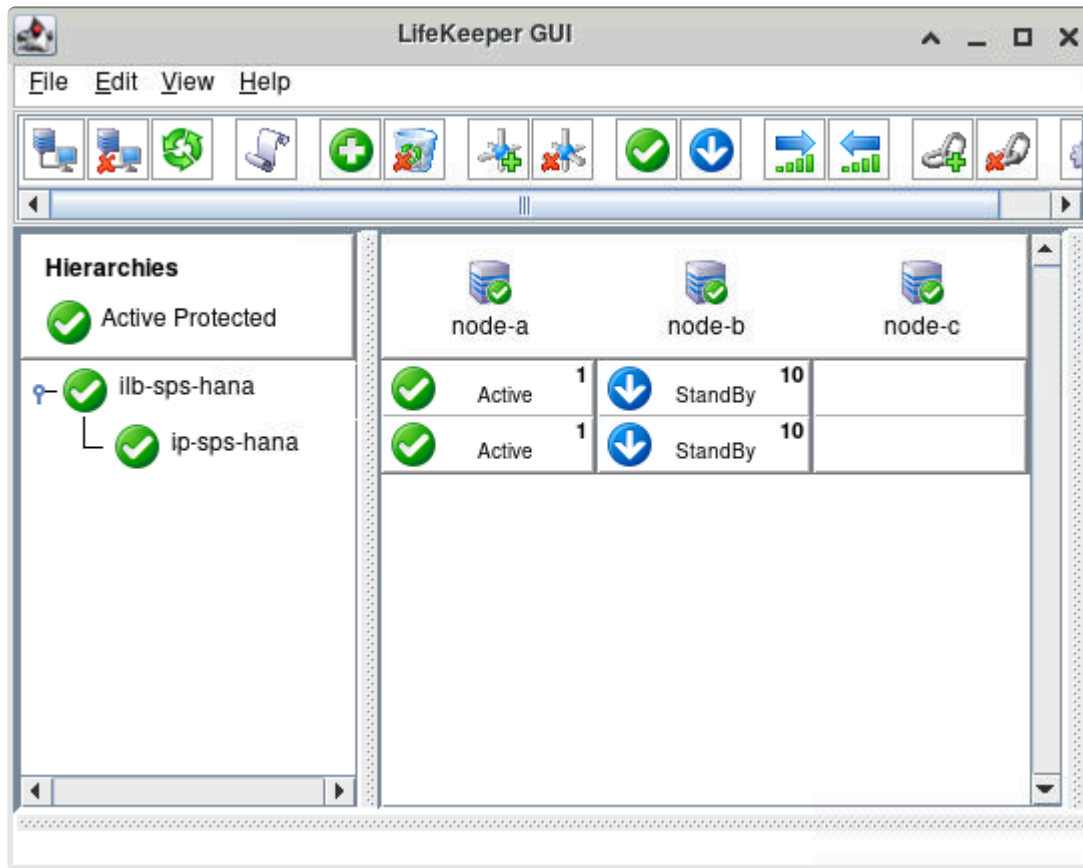 LifeKeeper GUI
File Edit View Help
Hierarchies
Active Protected
node-a node-b node-c
ilb-sps-hana Active 1 StandBy 10
ip-sps-hana Active 1 StandBy 10